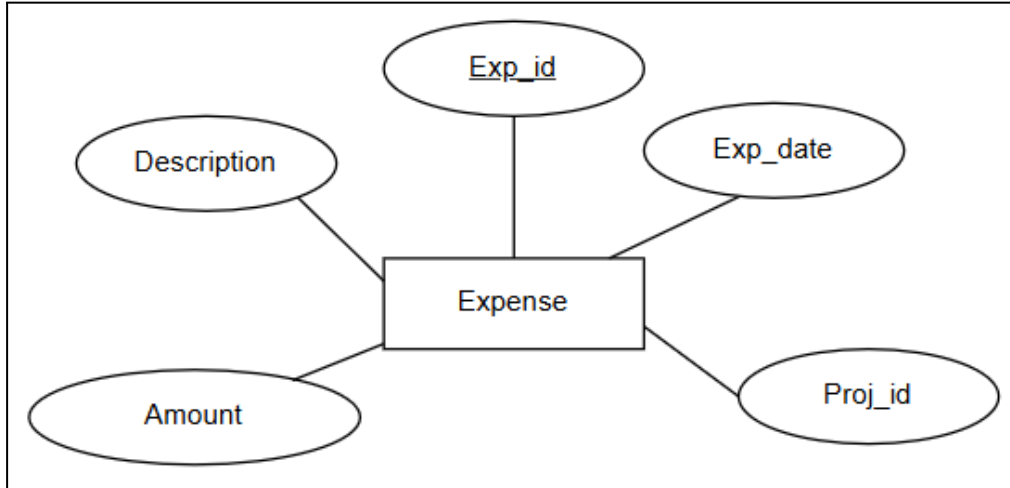 Exp_id
Description
Exp_date
Expense
Amount
Proj_id